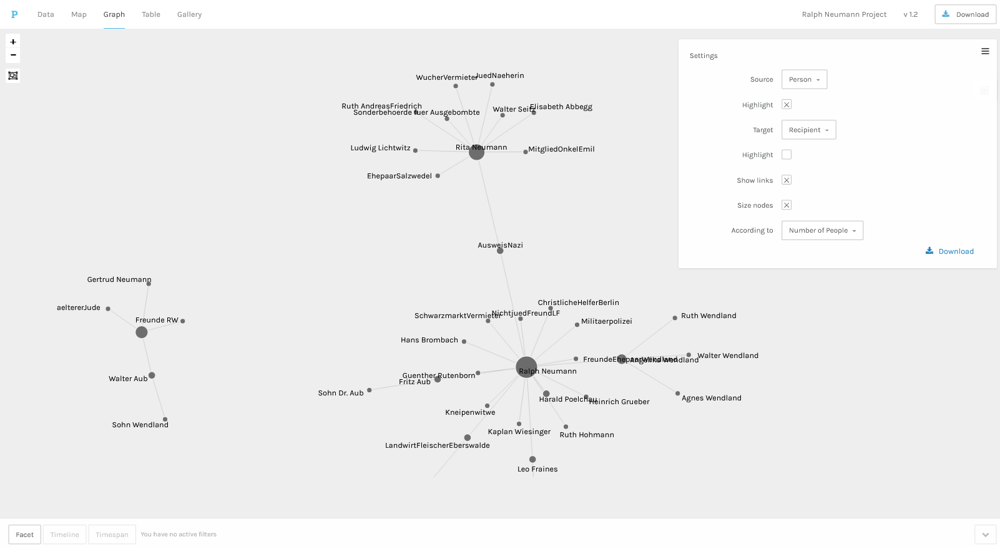 P Data Map Graph Table Gallery Ralph Neumann Project v 1.2 Download
+
−
Settings
Source Person
Highlight
Target Recipient
Highlight
Show links
Size nodes
According to Number of People
Download
JuedNaeherin
WucherVermieter
Ruth AndreasFriedrich
Elisabeth Abbegg
Walter Seitz
Sonderbehoerde fuer Ausgebombte
Rita Neumann
Ludwig Lichtwitz
MitgliedOnkelEmil
EhepaarSalzwedel
AusweisNazi
Gertrud Neumann
aeltererJude
Freunde RW
Walter Aub
Sohn Wendland
ChristlicheHelferBerlin
NichtjuedFreundLF
SchwarzmarktVermieter
Ruth Wendland
Militaerpolizei
Hans Brombach
Walter Wendland
FreundeEhepaarWendland
Angelika Wendland
Ralph Neumann
Guenther Rutenborn
Fritz Aub
Sohn Dr. Aub
Agnes Wendland
Harald Poelchau
Heinrich Grueber
Kneipenwitwe
Kaplan Wiesinger
Ruth Hohmann
LandwirtFleischerEberswalde
Leo Fraines
Facet Timeline Timespan You have no active filters